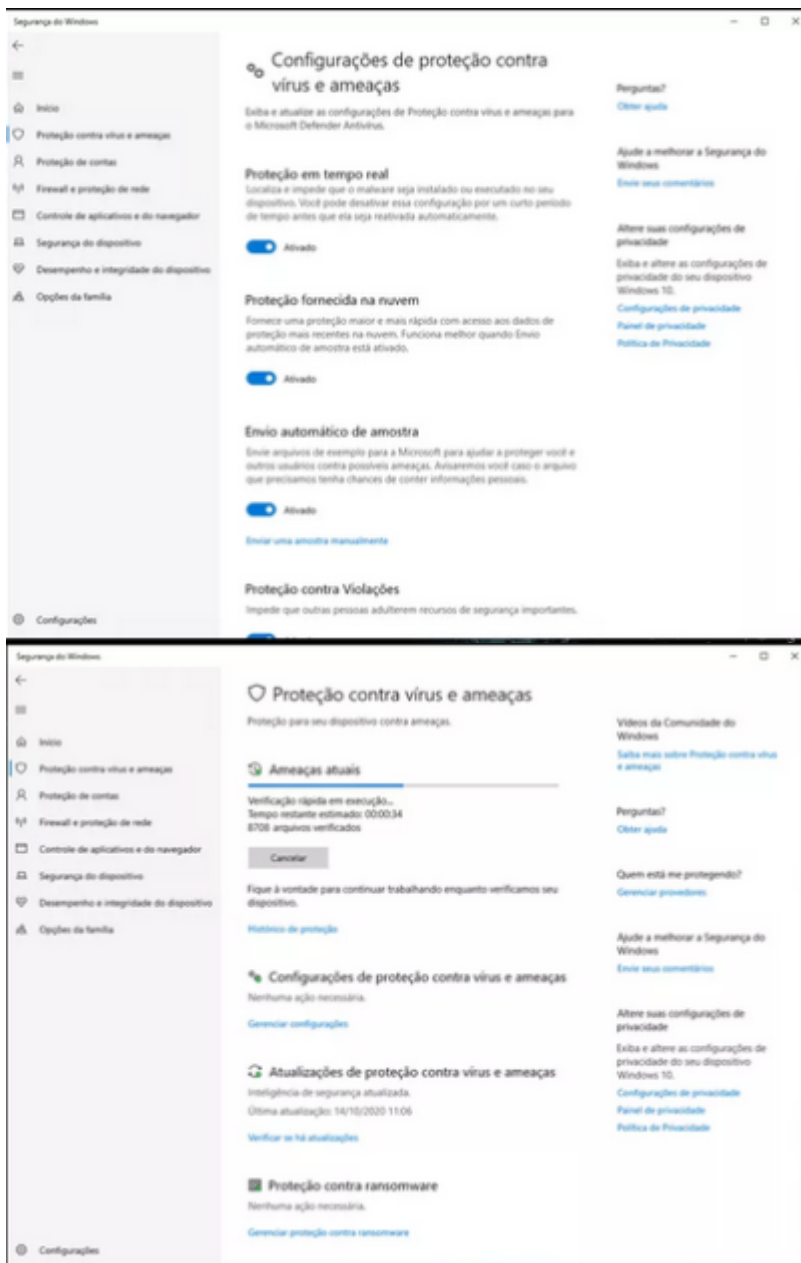 Segurança do Windows
Configurações de proteção contra
vírus e ameaças
Exiba e atualize as configurações de Proteção contra vírus e ameaças para
o Microsoft Defender Antivirus.
Início
Proteção contra vírus e ameaças
Proteção de contas
Firewall e proteção de rede
Controle de aplicativos e do navegador
Segurança do dispositivo
Desempenho e integridade do dispositivo
Opções da família
Configurações
Proteção em tempo real
Localiza e impede que o malware seja instalado ou executado no seu
dispositivo. Você pode desativar essa configuração por um curto período
de tempo antes que ela seja reativada automaticamente.
Ativado
Proteção fornecida na nuvem
Fornece uma proteção maior e mais rápida com acesso aos dados de
proteção mais recentes na nuvem. Funciona melhor quando Envio
automático de amostra está ativado.
Ativado
Envio automático de amostra
Envie arquivos de exemplo para a Microsoft para ajudar a proteger você e
outros usuários contra possíveis ameaças. Avisaremos você caso o arquivo
que precisamos tenha chances de conter informações pessoais.
Ativado
Enviar uma amostra manualmente
Proteção contra Violações
Impede que outras pessoas adulterem recursos de segurança importantes.
Perguntas?
Obter ajuda
Ajude a melhorar a Segurança do
Windows
Envie seus comentários
Altere suas configurações de
privacidade
Exiba e altere as configurações de
privacidade do seu dispositivo
Windows 10.
Configurações de privacidade
Painel de privacidade
Política de Privacidade
Segurança do Windows
Início
Proteção contra vírus e ameaças
Proteção de contas
Firewall e proteção de rede
Controle de aplicativos e do navegador
Segurança do dispositivo
Desempenho e integridade do dispositivo
Opções da família
Configurações
Proteção contra vírus e ameaças
Proteção para seu dispositivo contra ameaças.
Ameaças atuais
Verificação rápida em execução...
Tempo restante estimado: 00:00:34
8708 arquivos verificados
Cancelar
Fique à vontade para continuar trabalhando enquanto verificamos seu
dispositivo.
Histórico de proteção
Configurações de proteção contra vírus e ameaças
Nenhuma ação necessária.
Gerenciar configurações
Atualizações de proteção contra vírus e ameaças
Inteligência de segurança atualizada.
Última atualização: 14/10/2020 11:06
Verificar se há atualizações
Proteção contra ransomware
Nenhuma ação necessária.
Gerenciar proteção contra ransomware
Vídeos da Comunidade do
Windows
Saiba mais sobre Proteção contra vírus
e ameaças
Perguntas?
Obter ajuda
Quem está me protegendo?
Gerenciar provedores
Ajude a melhorar a Segurança do
Windows
Envie seus comentários
Altere suas configurações de
privacidade
Exiba e altere as configurações de
privacidade do seu dispositivo
Windows 10.
Configurações de privacidade
Painel de privacidade
Política de Privacidade